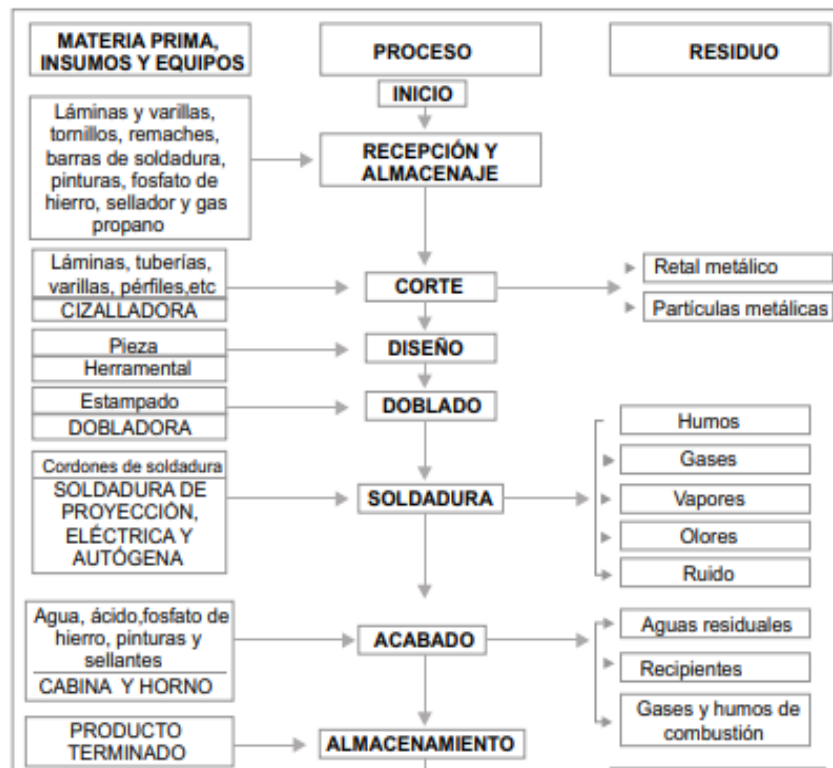 MATERIA PRIMA,
INSUMOS Y EQUIPOS
PROCESO
RESIDUO
INICIO
Láminas y varillas,
tornillos, remaches,
barras de soldadura,
pinturas, fosfato de
hierro, sellador y gas
propano
RECEPCIÓN Y
ALMACENAJE
Láminas, tuberías,
varillas, pérfiles,etc
CIZALLADORA
CORTE
Retal metálico
Partículas metálicas
Pieza
Herramental
DISEÑO
Estampado
DOBLADORA
DOBLADO
Cordones de soldadura
SOLDADURA DE
PROYECCIÓN,
ELÉCTRICA Y
AUTÓGENA
SOLDADURA
Humos
Gases
Vapores
Olores
Ruido
Agua, ácido,fosfato de
hierro, pinturas y
sellantes
CABINA Y HORNO
ACABADO
Aguas residuales
Recipientes
Gases y humos de
combustión
PRODUCTO
TERMINADO
ALMACENAMIENTO